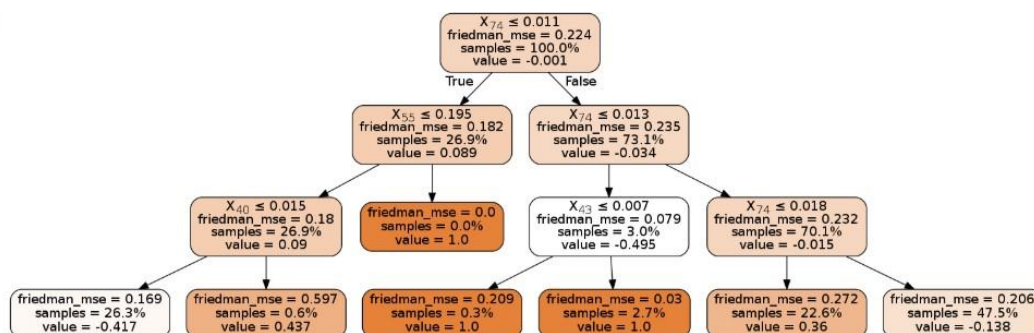 X74 ≤ 0.011
friedman_mse = 0.224
samples = 100.0%
value = -0.001
True
False
X55 ≤ 0.195
friedman_mse = 0.182
samples = 26.9%
value = 0.089
X74 ≤ 0.013
friedman_mse = 0.235
samples = 73.1%
value = -0.034
X40 ≤ 0.015
friedman_mse = 0.18
samples = 26.9%
value = 0.09
friedman_mse = 0.0
samples = 0.0%
value = 1.0
X43 ≤ 0.007
friedman_mse = 0.079
samples = 3.0%
value = -0.495
X74 ≤ 0.018
friedman_mse = 0.232
samples = 70.1%
value = -0.015
friedman_mse = 0.169
samples = 26.3%
value = -0.417
friedman_mse = 0.597
samples = 0.6%
value = 0.437
friedman_mse = 0.209
samples = 0.3%
value = 1.0
friedman_mse = 0.03
samples = 2.7%
value = 1.0
friedman_mse = 0.272
samples = 22.6%
value = 0.36
friedman_mse = 0.206
samples = 47.5%
value = -0.138